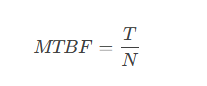 MTBF = T/N